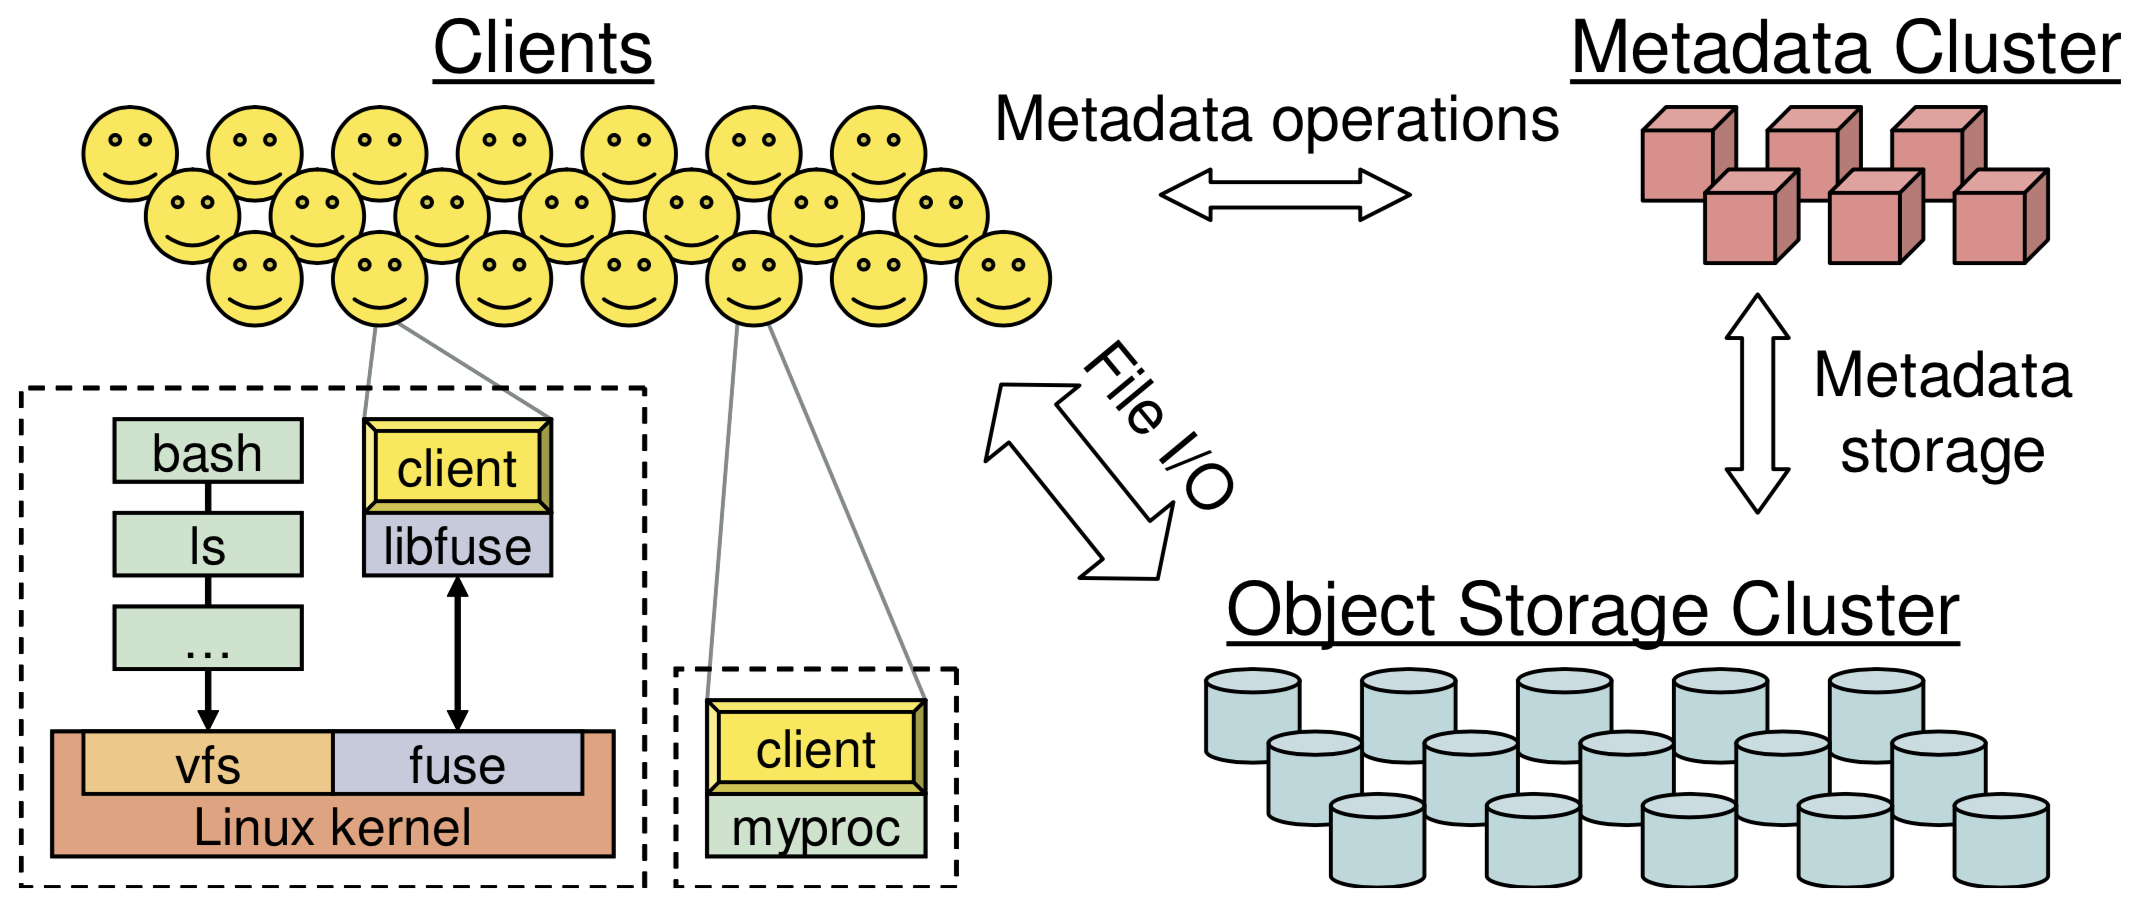 Clients
Metadata Cluster
Metadata operations
File I/O
Metadata
storage
bash
client
ls
libfuse
...
vfs
fuse
Linux kernel
client
myproc
Object Storage Cluster